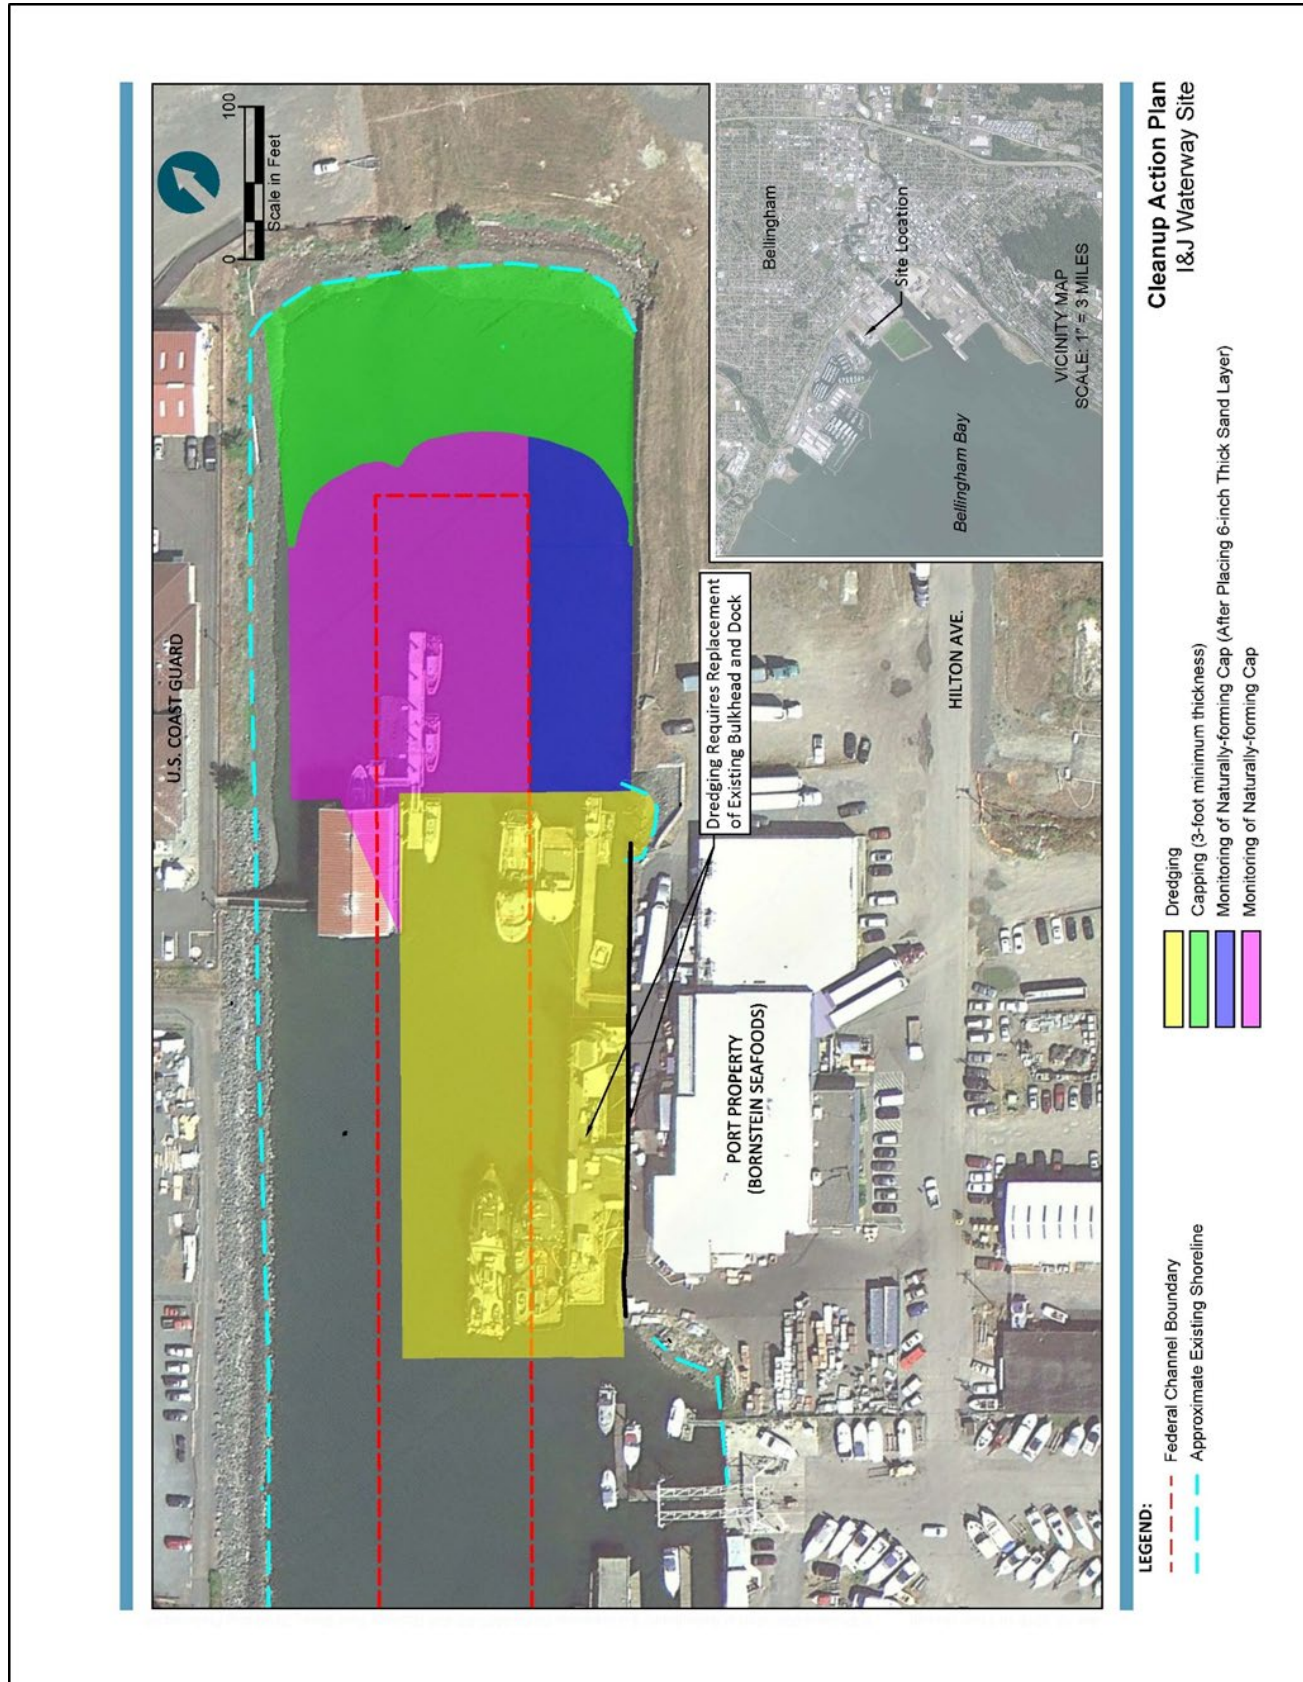 U.S. COAST GUARD
0
100
Scale in Feet
Dredging Requires Replacement
of Existing Bulkhead and Dock
PORT PROPERTY
(BORNSTEIN SEAFOODS)
HILTON AVE.
Bellingham
Site Location
Bellingham Bay
VICINITY MAP
SCALE: 1" = 3 MILES
LEGEND:
Federal Channel Boundary
Approximate Existing Shoreline
Dredging
Capping (3-foot minimum thickness)
Monitoring of Naturally-forming Cap (After Placing 6-inch Thick Sand Layer)
Monitoring of Naturally-forming Cap
Cleanup Action Plan
I&J Waterway Site